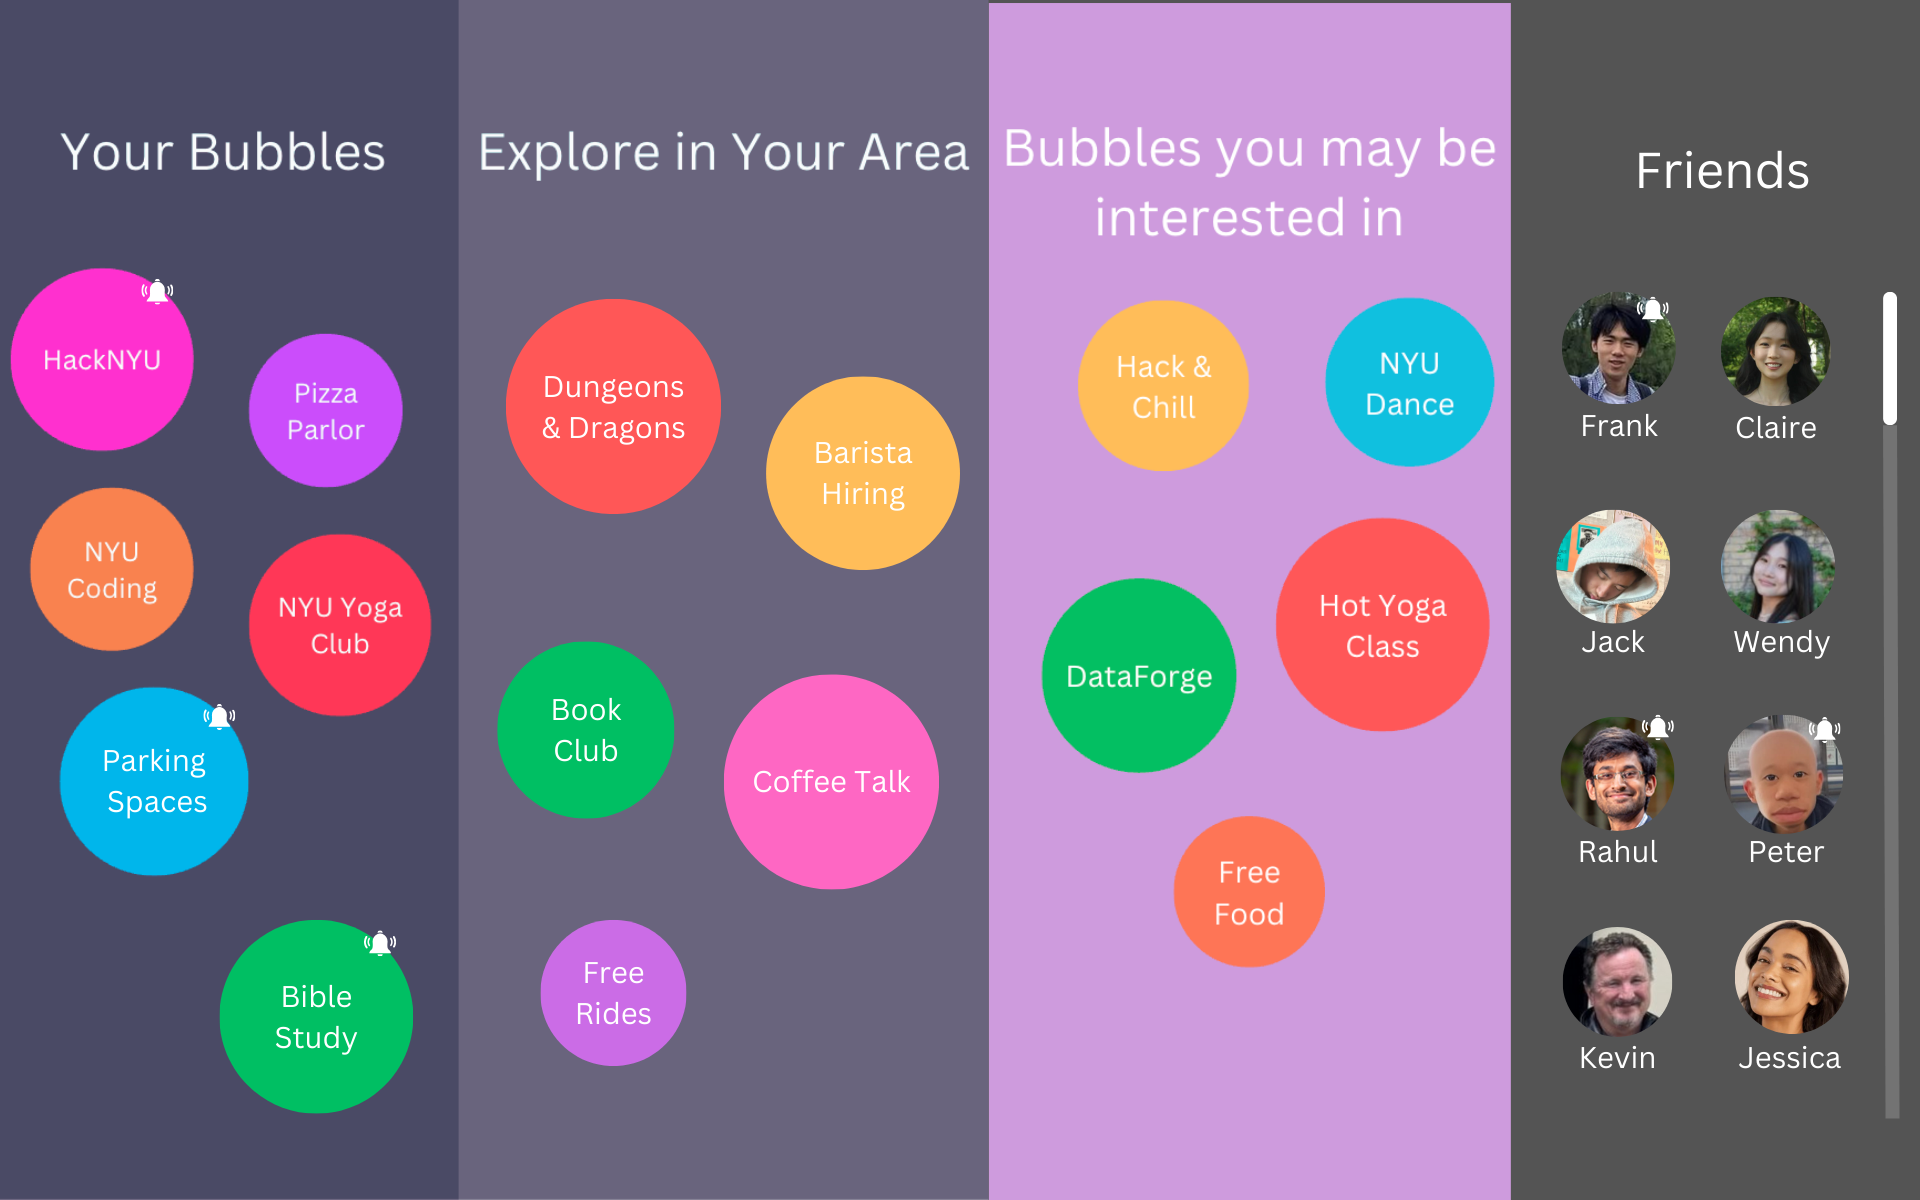 Your Bubbles
HackNYU
Pizza
Parlor
NYU
Coding
NYU Yoga
Club
Parking
Spaces
Bible
Study
Explore in Your Area
Dungeons
& Dragons
Barista
Hiring
Book
Club
Coffee Talk
Free
Rides
Bubbles you may be
interested in
Hack &
Chill
NYU
Dance
DataForge
Hot Yoga
Class
Free
Food
Friends
Frank
Claire
Jack
Wendy
Rahul
Peter
Kevin
Jessica